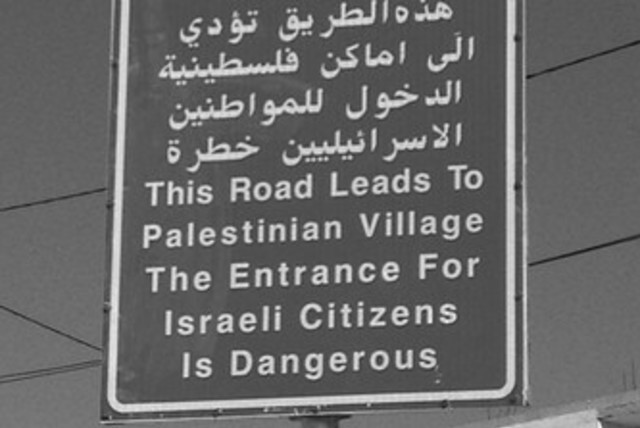 هذه الطريق تؤدي
الى اماكن فلسطينية
الدخول للمواطنين
الاسرائيليين خطرة
This Road Leads To
Palestinian Village
The Entrance For
Israeli Citizens
Is Dangerous